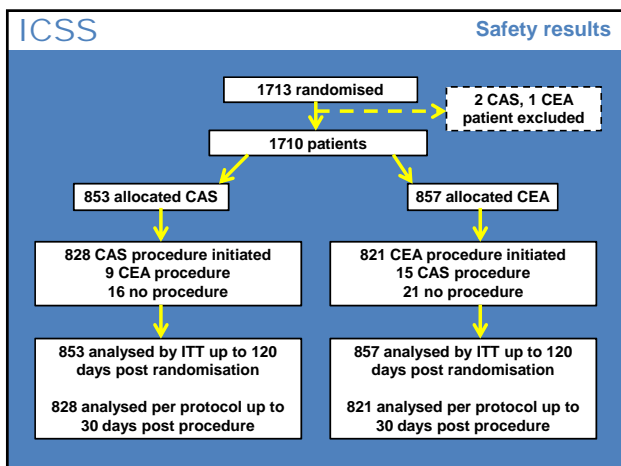 ICSS
Safety results
1713 randomised
2 CAS, 1 CEA
patient excluded
1710 patients
853 allocated CAS
857 allocated CEA
828 CAS procedure initiated
9 CEA procedure
16 no procedure
821 CEA procedure initiated
15 CAS procedure
21 no procedure
853 analysed by ITT up to 120
days post randomisation
828 analysed per protocol up to
30 days post procedure
857 analysed by ITT up to 120
days post randomisation
821 analysed per protocol up to
30 days post procedure